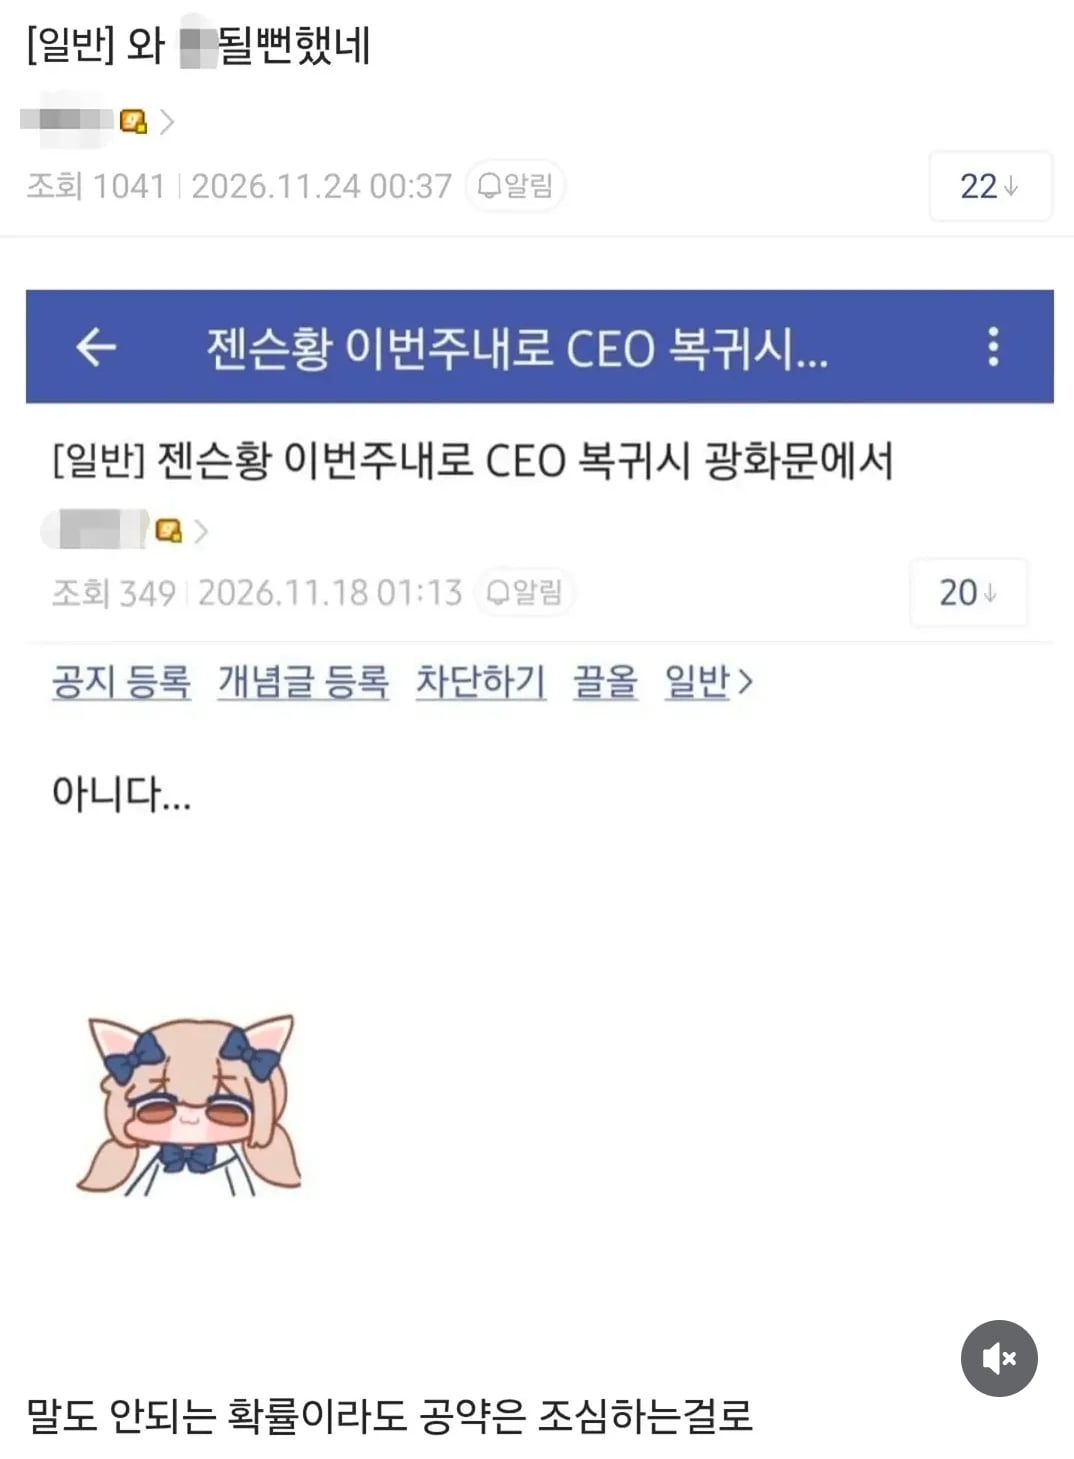 [일반] 와 될뻔했네
조회 1041 2026.11.24 00:37 알림 22
젠슨황 이번주내로 CEO 복귀시...
[일반] 젠슨황 이번주내로 CEO 복귀시 광화문에서
조회 349 2026.11.18 01:13 알림 20
공지 등록 개념글 등록 차단하기 끌올 일반
아니다...
말도 안되는 확률이라도 공약은 조심하는걸로